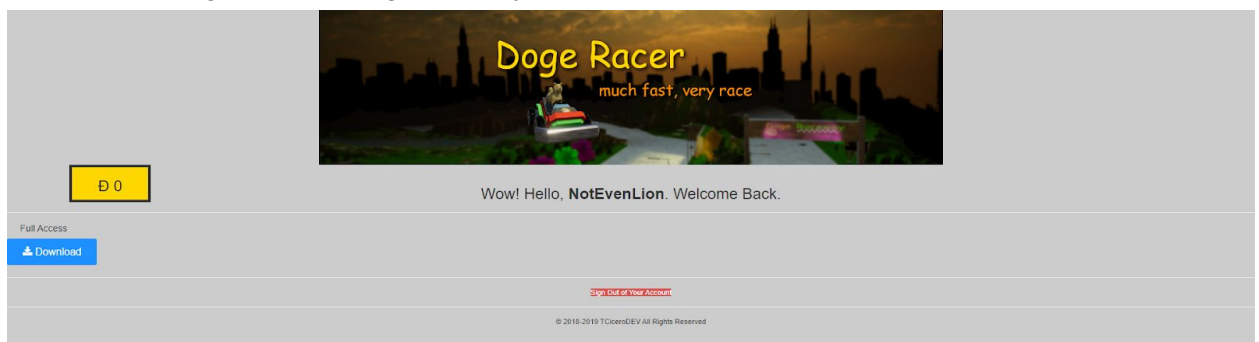 Doge Racer
much fast, very race
Đ 0
Wow! Hello, NotEvenLion. Welcome Back.
Full Access
Download
Sign Out of Your Account
© 2018-2019 TCiceroDEV All Rights Reserved